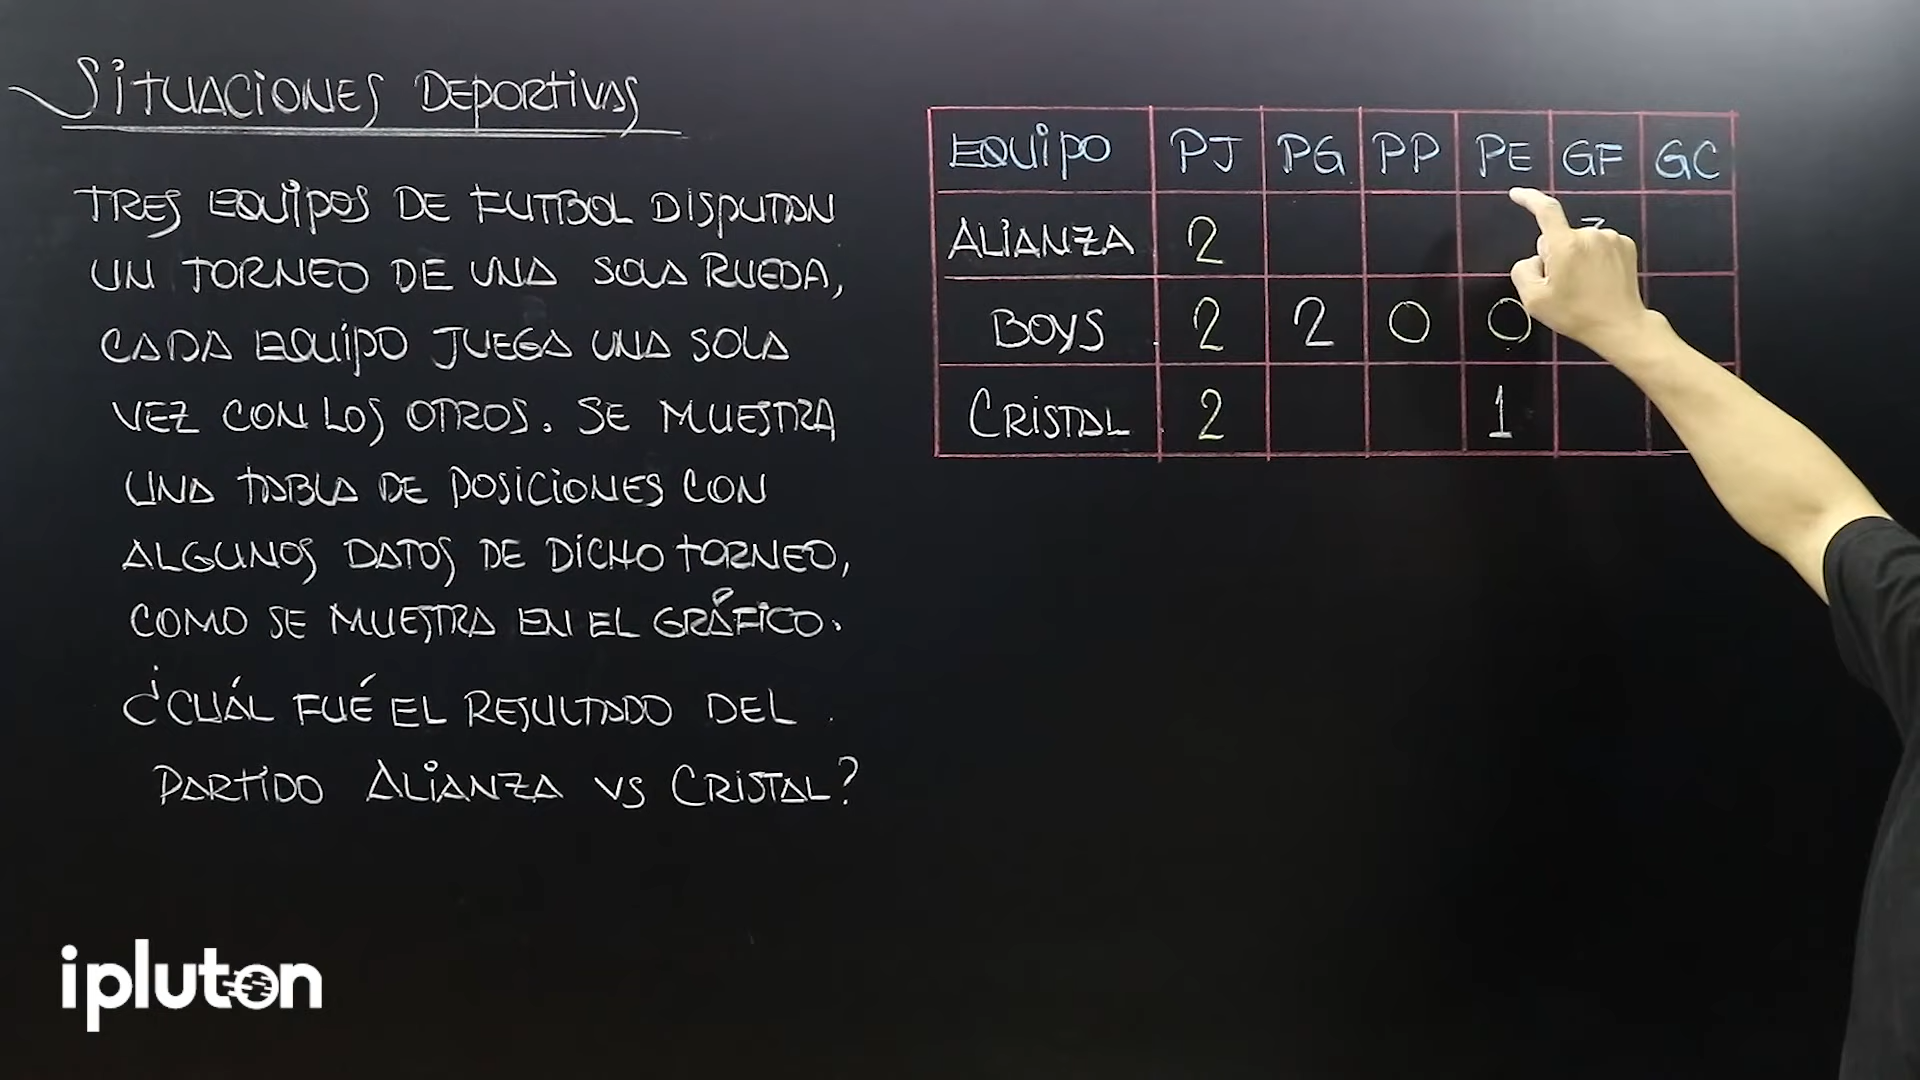 SITUACIONES DEPORTIVAS
TRES EQUIPOS DE FUTBOL DISPUTAN
UN TORNEO DE UNA SOLA RUEDA,
CADA EQUIPO JUEGA UNA SOLA
VEZ CON LOS OTROS. SE MUESTRA
UNA TABLA DE POSICIONES CON
ALGUNOS DATOS DE DICHO TORNEO,
COMO SE MUESTRA EN EL GRÁFICO.
¿CUÁL FUÉ EL RESULTADO DEL
PARTIDO ALIANZA VS CRISTAL?
EQUIPO PJ PG PP PE GF GC
ALIANZA 2
BOYS 2 2 0 0
CRISTAL 2 1
ipluton